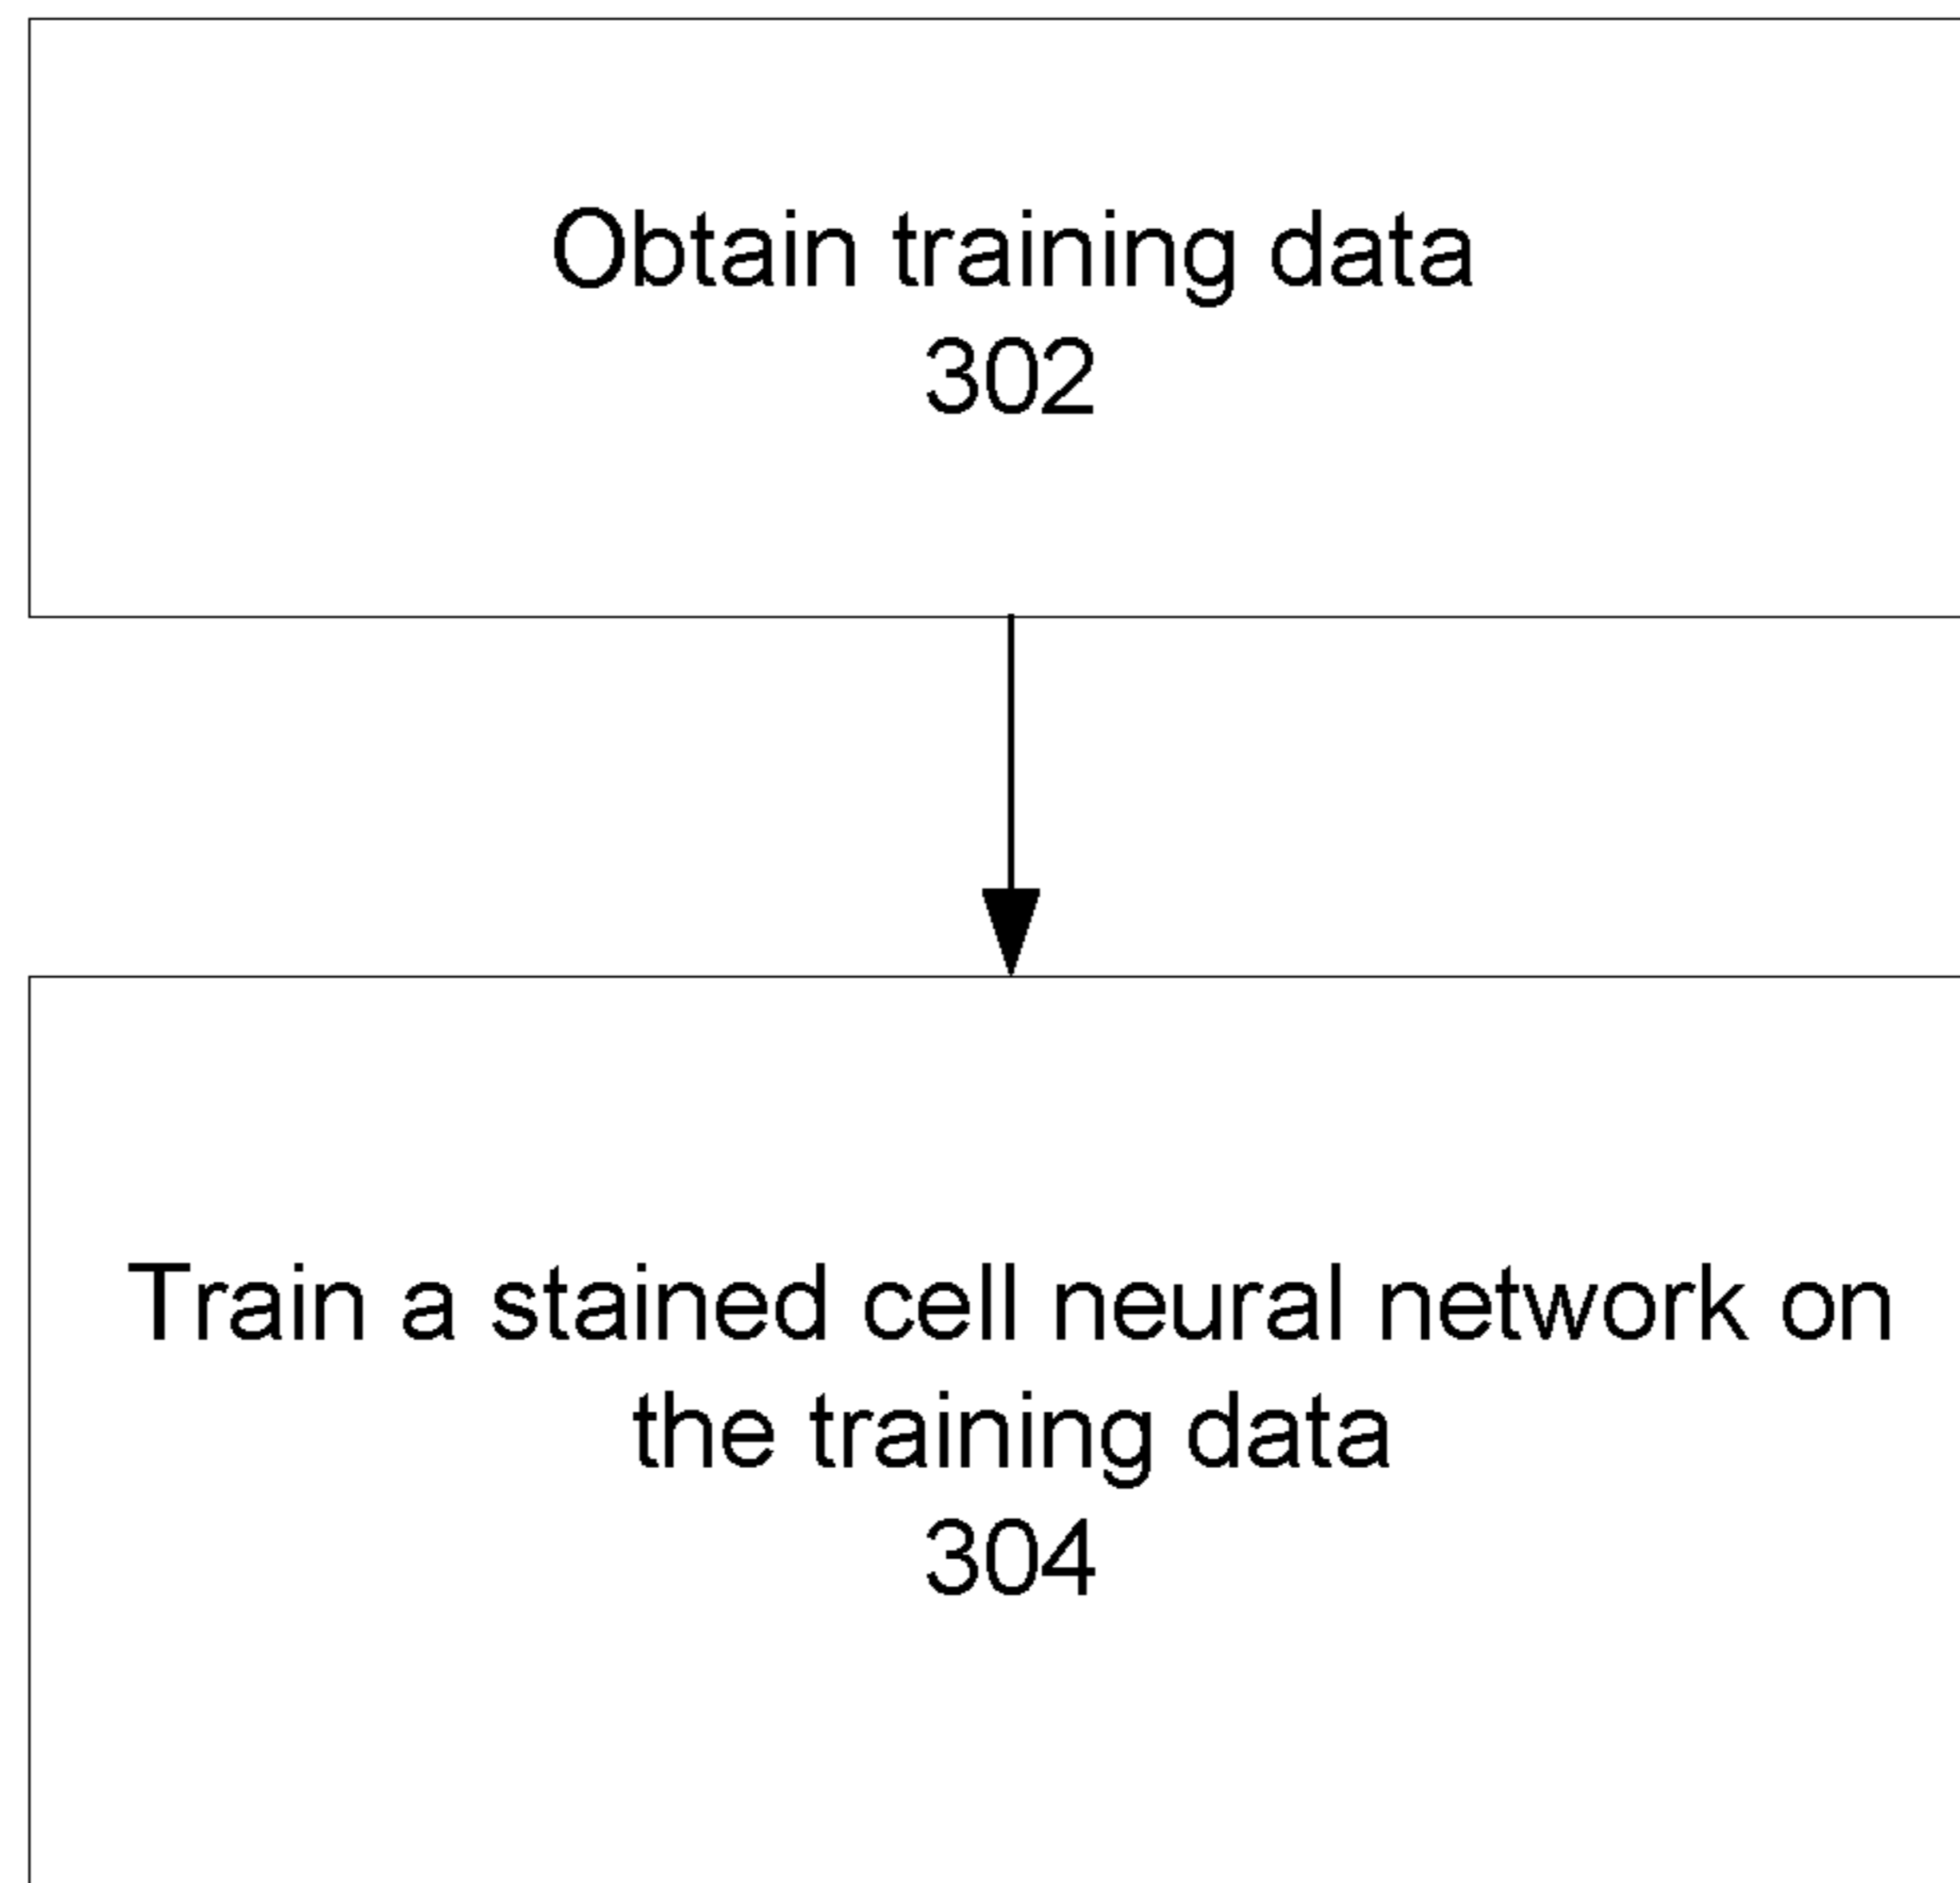 Obtain training data
302
Train a stained cell neural network on
the training data
304